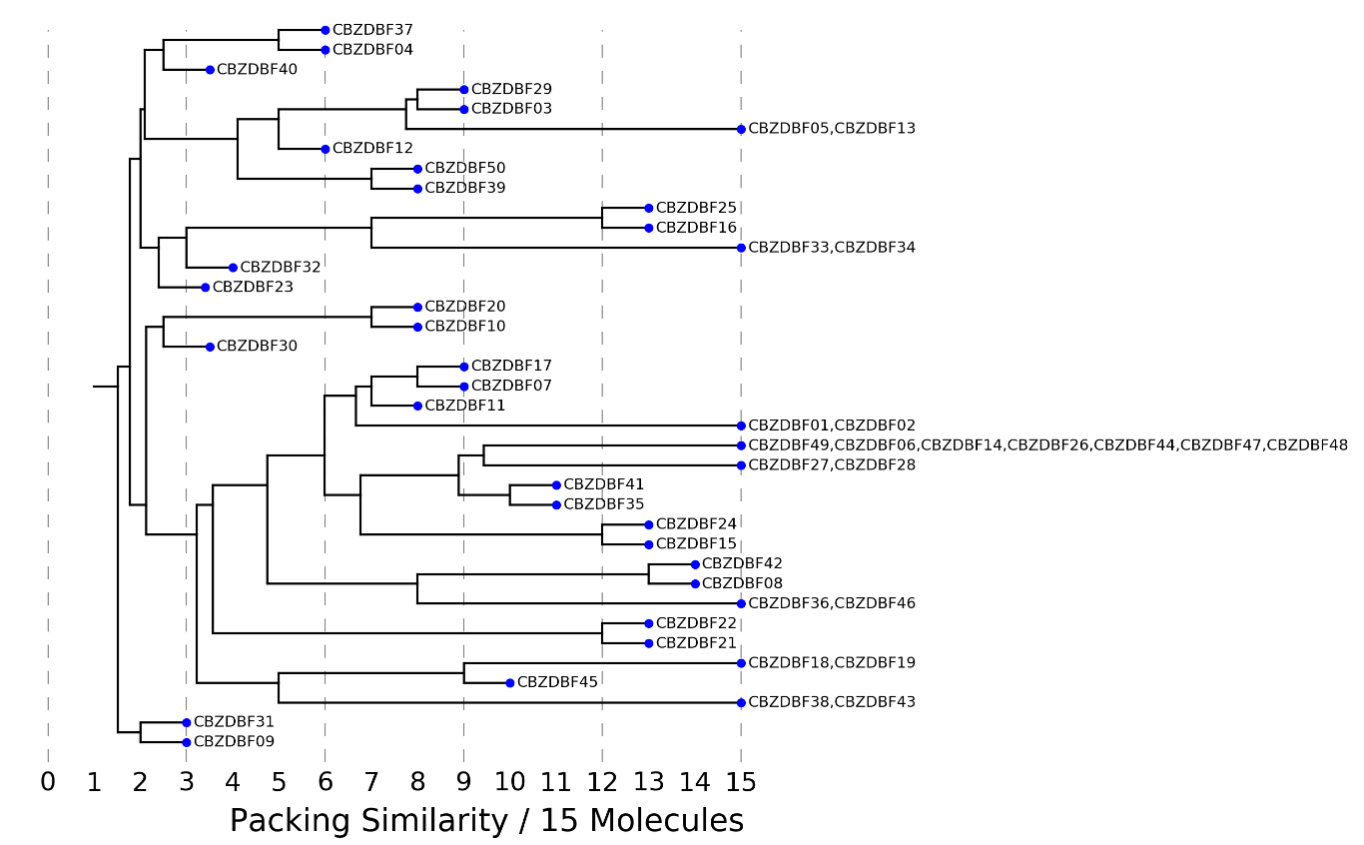 CBZDBF37
CBZDBF04
CBZDBF40
CBZDBF29
CBZDBF03
CBZDBF05,CBZDBF13
CBZDBF12
CBZDBF50
CBZDBF39
CBZDBF25
CBZDBF16
CBZDBF33,CBZDBF34
CBZDBF32
CBZDBF23
CBZDBF20
CBZDBF10
CBZDBF30
CBZDBF17
CBZDBF07
CBZDBF11
CBZDBF01,CBZDBF02
CBZDBF49,CBZDBF06,CBZDBF14,CBZDBF26,CBZDBF44,CBZDBF47,CBZDBF48
CBZDBF27,CBZDBF28
CBZDBF41
CBZDBF35
CBZDBF24
CBZDBF15
CBZDBF42
CBZDBF08
CBZDBF36,CBZDBF46
CBZDBF22
CBZDBF21
CBZDBF18,CBZDBF19
CBZDBF45
CBZDBF38,CBZDBF43
CBZDBF31
CBZDBF09
0 1 2 3 4 5 6 7 8 9 10 11 12 13 14 15
Packing Similarity / 15 Molecules